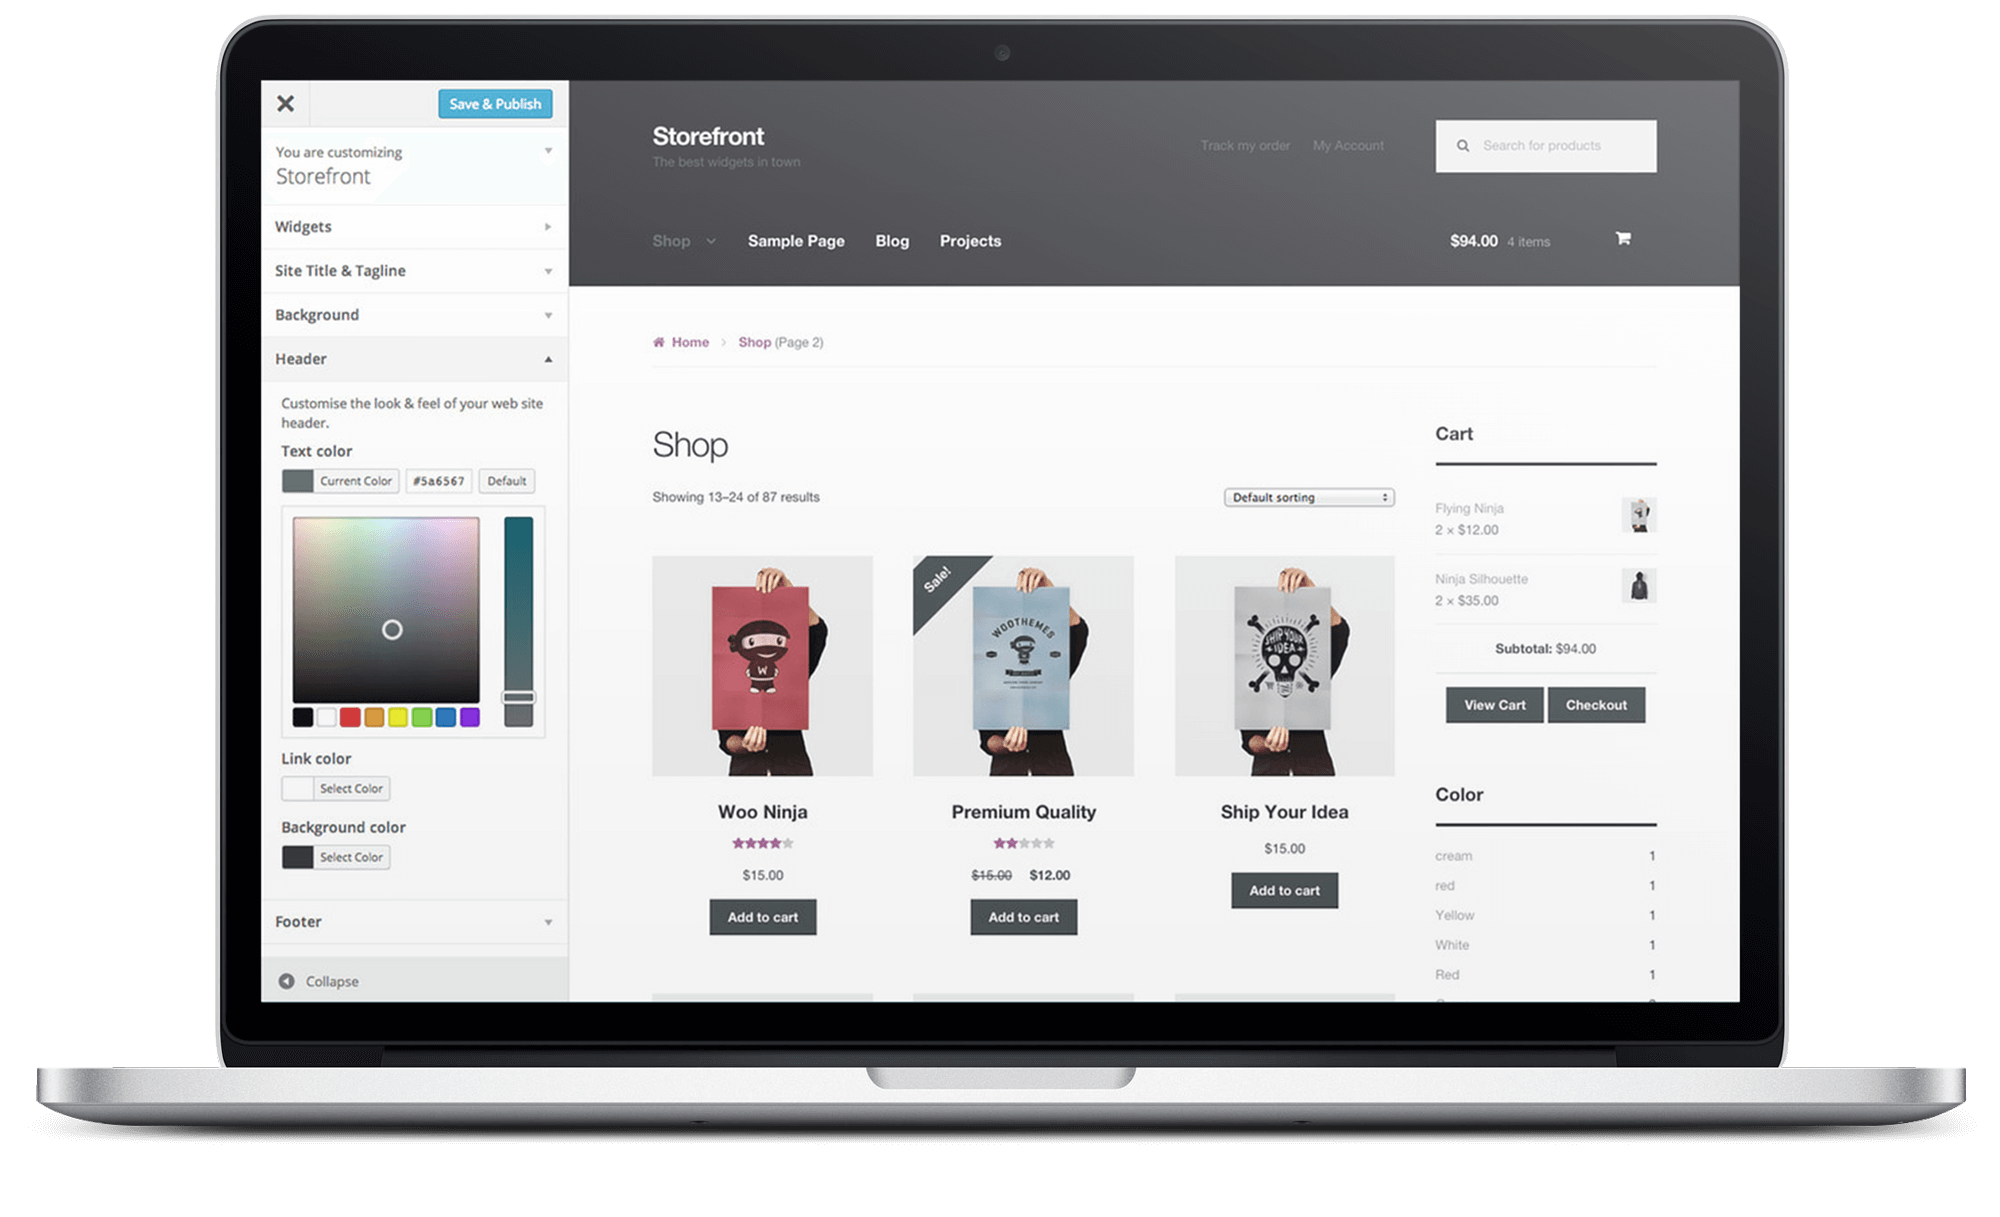 Save & Publish
You are customizing
Storefront
Widgets
Site Title & Tagline
Background
Header
Customise the look & feel of your web site
header.
Text color
Current Color #5a6567 Default
Link color
Select Color
Background color
Select Color
Footer
Collapse
Storefront
The best widgets in town
Track my order My Account
Search for products
Shop Sample Page Blog Projects
$94.00 4 items
Home Shop (Page 2)
Shop
Showing 13–24 of 87 results
Default sorting
W
Woo Ninja
$15.00
Add to cart
Sale!
WOOTHEMES
Premium Quality
$15.00 $12.00
Add to cart
SHIP YOUR
IDEA
Ship Your Idea
$15.00
Add to cart
Cart
Flying Ninja
2 × $12.00
Ninja Silhouette
2 × $35.00
Subtotal: $94.00
View Cart Checkout
Color
cream 1
red 1
Yellow 1
White 1
Red 1